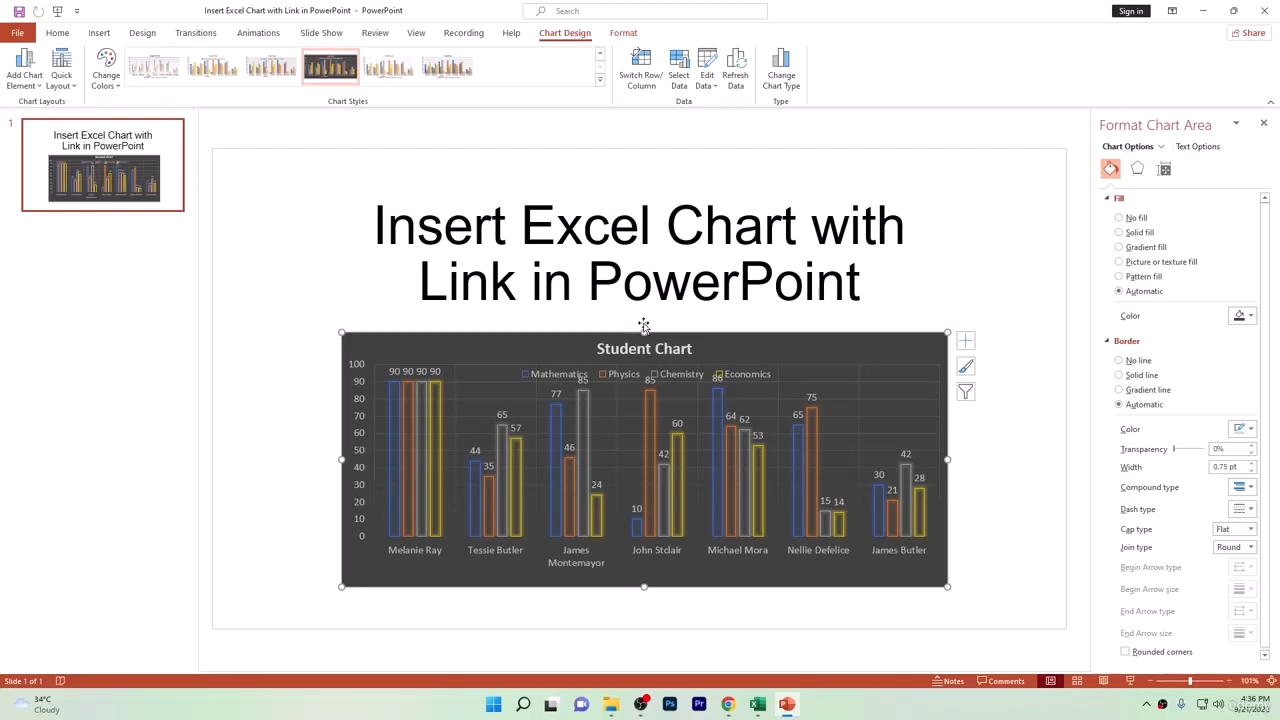 Insert Excel Chart with Link in PowerPoint - PowerPoint
Search
Sign in
File
Home
Insert
Design
Transitions
Animations
Slide Show
Review
View
Recording
Help
Chart Design
Format
Share
Add Chart
Element
Quick
Layout
Change
Colors
Switch Row/
Column
Select
Data
Edit
Data
Refresh
Data
Change
Chart Type
Chart Layouts
Chart Styles
Data
Type
1
Insert Excel Chart with
Link in PowerPoint
Insert Excel Chart with
Link in PowerPoint
Student Chart
Mathematics Physics Chemistry Economics
100
90
80
70
60
50
40
30
20
10
0
90 90 90 90
44 35 65 57
77 46 85 24
10 85 42 60
86 64 62 53
65 75 15 14
30 21 42 28
Melanie Ray
Tessie Butler
James
Montemayor
John Stclair
Michael Mora
Nellie Defelice
James Butler
Format Chart Area
Chart Options
Text Options
Fill
No fill
Solid fill
Gradient fill
Picture or texture fill
Pattern fill
Automatic
Color
Border
No line
Solid line
Gradient line
Automatic
Color
Transparency 0%
Width 0.75 pt
Compound type
Dash type
Cap type Flat
Join type Round
Begin Arrow type
Begin Arrow size
End Arrow type
End Arrow size
Rounded corners
Slide 1 of 1
Notes
Comments
101%
34°C
Cloudy
4:36 PM